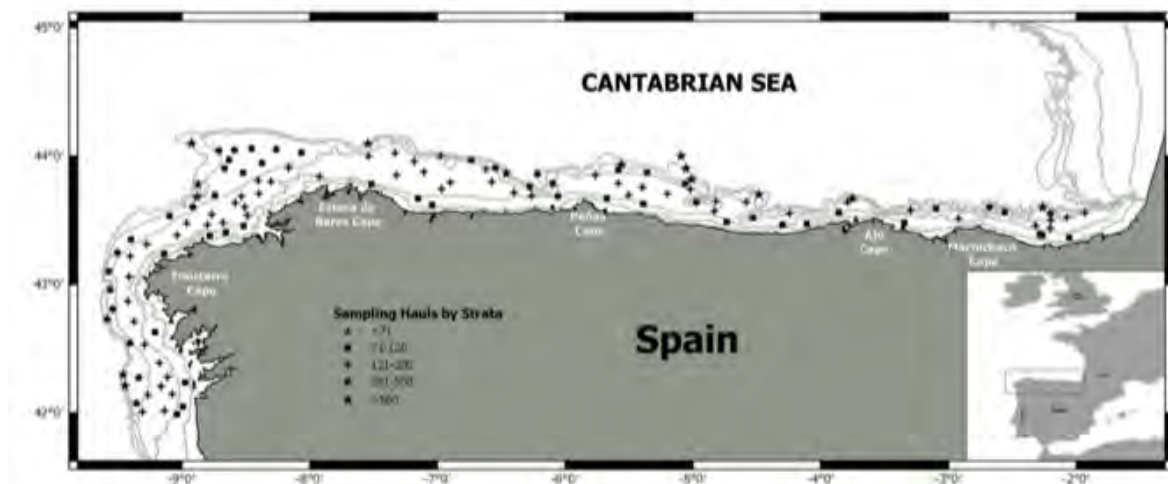 45°0'
CANTABRIAN SEA
44°0'
Estaca de
Bares Cape
Peñas
Cape
Ajo
Cape
Machichaco
Cape
43°0'
Finisterre
Cape
Sampling Hauls by Strata
<71
71-120
121-200
Spain
>500
42°0'
-9°0'
-8°0'
-7°0'
-6°0'
-5°0'
-4°0'
-3°0'
-2°0'